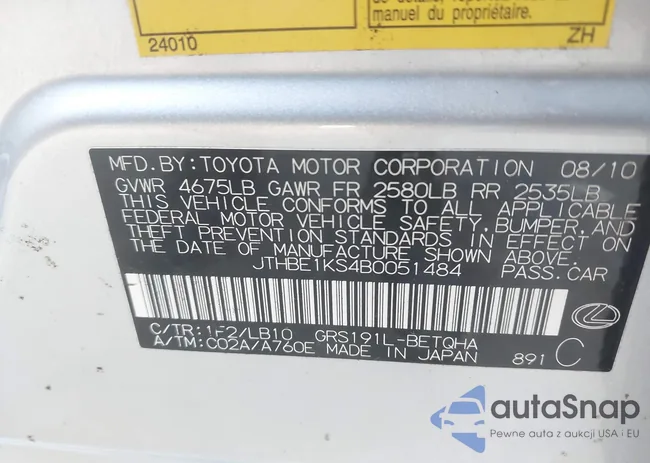 manuel du propriétaire.
24010 ZH
MFD.BY:TOYOTA MOTOR CORPORATION 08/10
GVWR 4675LB GAWR FR 2580LB RR 2535LB
THIS VEHICLE CONFORMS TO ALL APPLICABLE
FEDERAL MOTOR VEHICLE SAFETY,BUMPER,AND
THEFT PREVENTION STANDARDS IN EFFECT ON
THE DATE OF MANUFACTURE SHOWN ABOVE.
JTHBE1KS4B0051484 PASS.CAR
C/TR:1F2/LB10 GRS191L-BETQHA
A/TM:C02A/A760E MADE IN JAPAN 891 C
autoSnap
Pewne auta z aukcji USA i EU